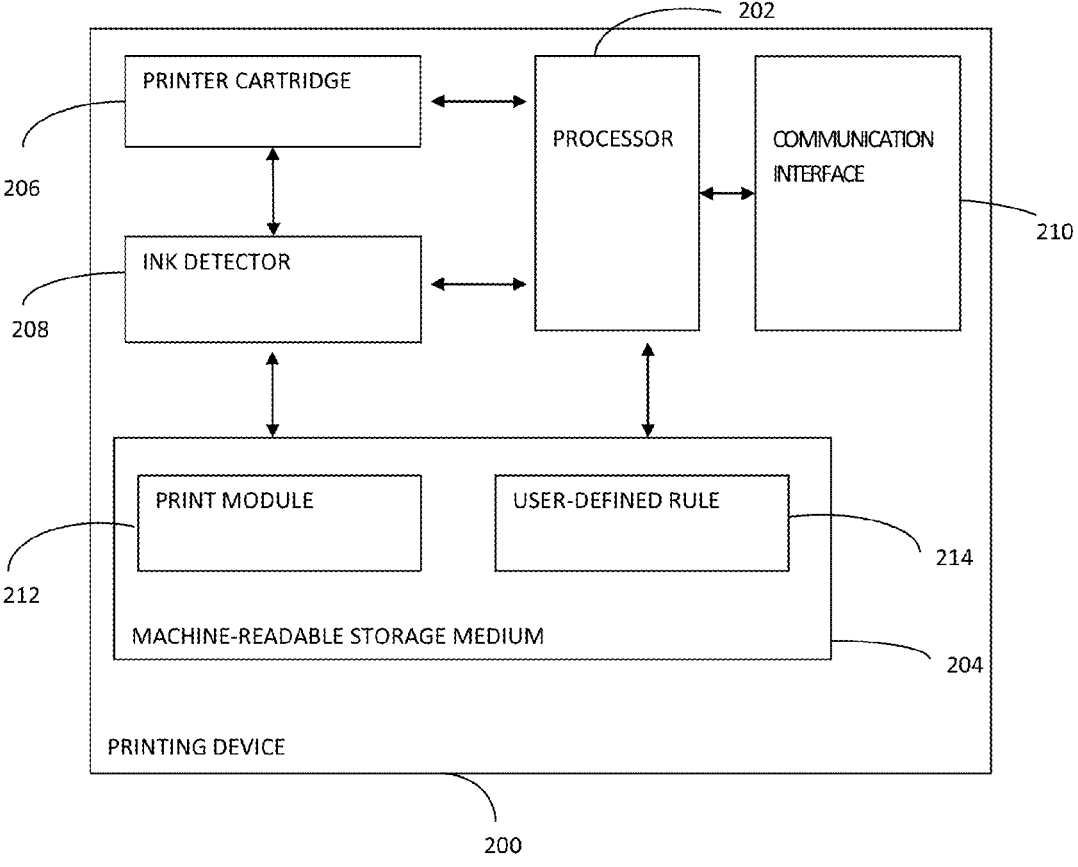 202
PRINTER CARTRIDGE
PROCESSOR
COMMUNICATION
INTERFACE
206
210
INK DETECTOR
208
PRINT MODULE
USER-DEFINED RULE
214
212
MACHINE-READABLE STORAGE MEDIUM
204
PRINTING DEVICE
200